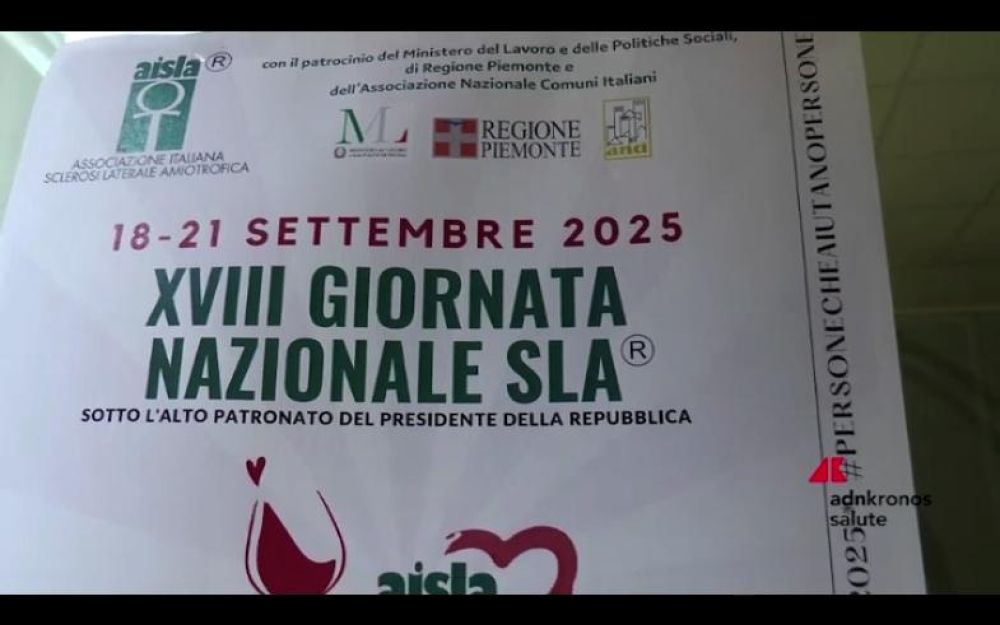 aisla®
ASSOCIAZIONE ITALIANA
SCLEROSI LATERALE AMIOTROFICA
con il patrocinio del Ministero del Lavoro e delle Politiche Sociali,
di Regione Piemonte e
dell'Associazione Nazionale Comuni Italiani
ML
REGIONE
PIEMONTE
anci
18-21 SETTEMBRE 2025
XVIII GIORNATA
NAZIONALE SLA®
SOTTO L'ALTO PATRONATO DEL PRESIDENTE DELLA REPUBBLICA
aisla
2025 #PERSONECHEAIUTANOPERSONE
adnkronos
salute